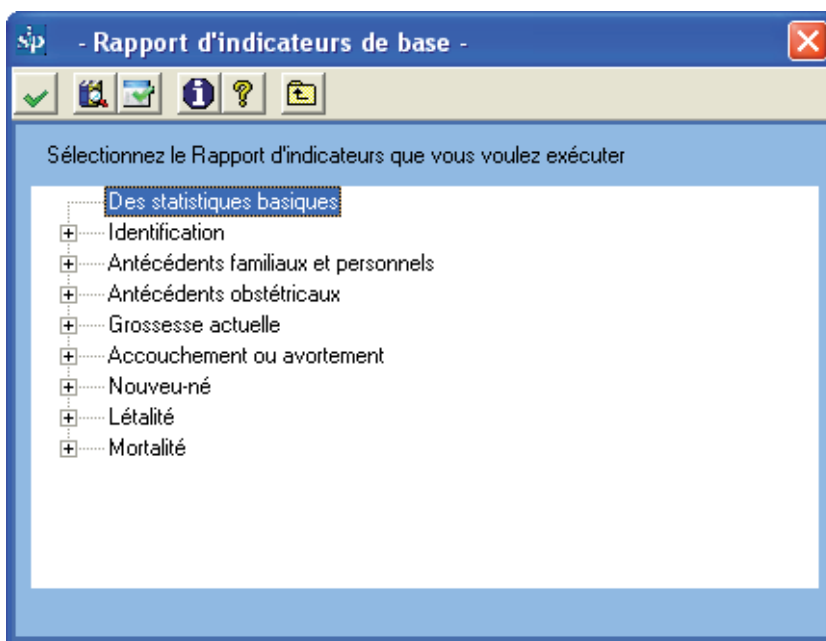 sip - Rapport d'indicateurs de base -
Sélectionnez le Rapport d'indicateurs que vous voulez exécuter
Des statistiques basiques
Identification
Antécédents familiaux et personnels
Antécédents obstétricaux
Grossesse actuelle
Accouchement ou avortement
Nouveu-né
Létalité
Mortalité